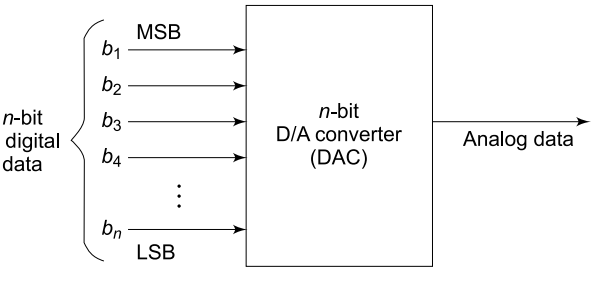 MSB
b1
b2
b3
b4
⋮
bn
LSB
n-bit
digital
data
n-bit
D/A converter
(DAC)
Analog data